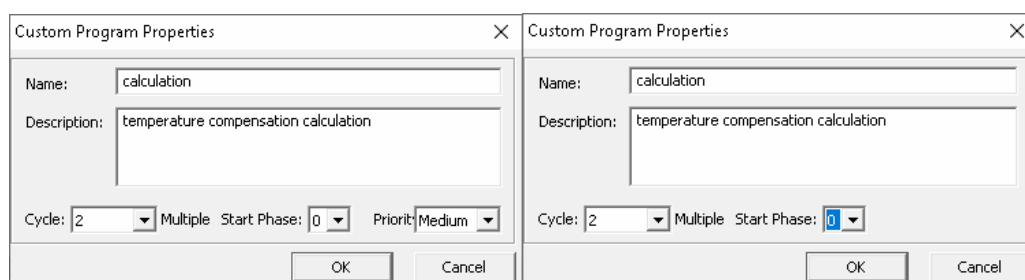 Custom Program Properties
Name: calculation
Description: temperature compensation calculation
Cycle: 2 Multiple Start Phase: 0 Priorit Medium
OK Cancel
Custom Program Properties
Name: calculation
Description: temperature compensation calculation
Cycle: 2 Multiple Start Phase: 0
OK Cancel